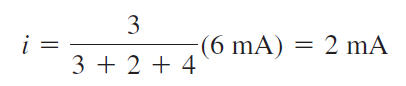 i = 3 / (3 + 2 + 4) (6 mA) = 2 mA